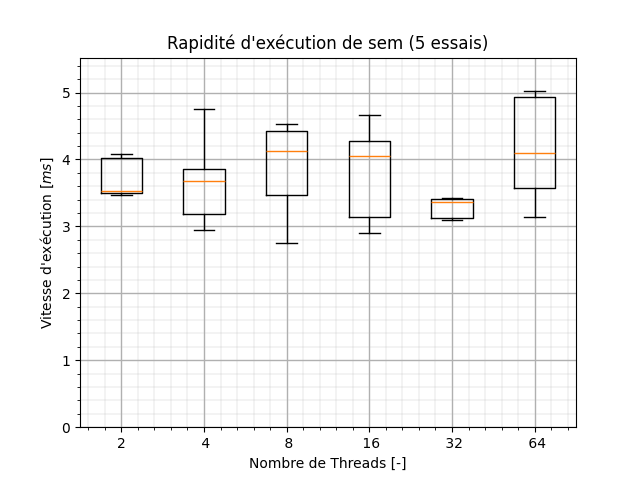 Rapidité d'exécution de sem (5 essais)
Vitesse d'exécution [ms]
5
4
3
2
1
0
2 4 8 16 32 64
Nombre de Threads [-]